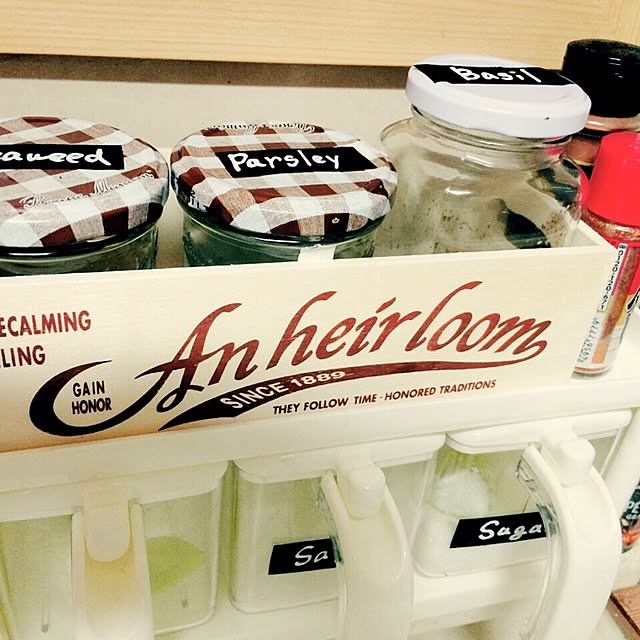 aweed
Parsley
Basil
ECALMING
LING
GAIN
HONOR
An heirloom
SINCE 1889
THEY FOLLOW TIME - HONORED TRADITIONS
Sa
Suga